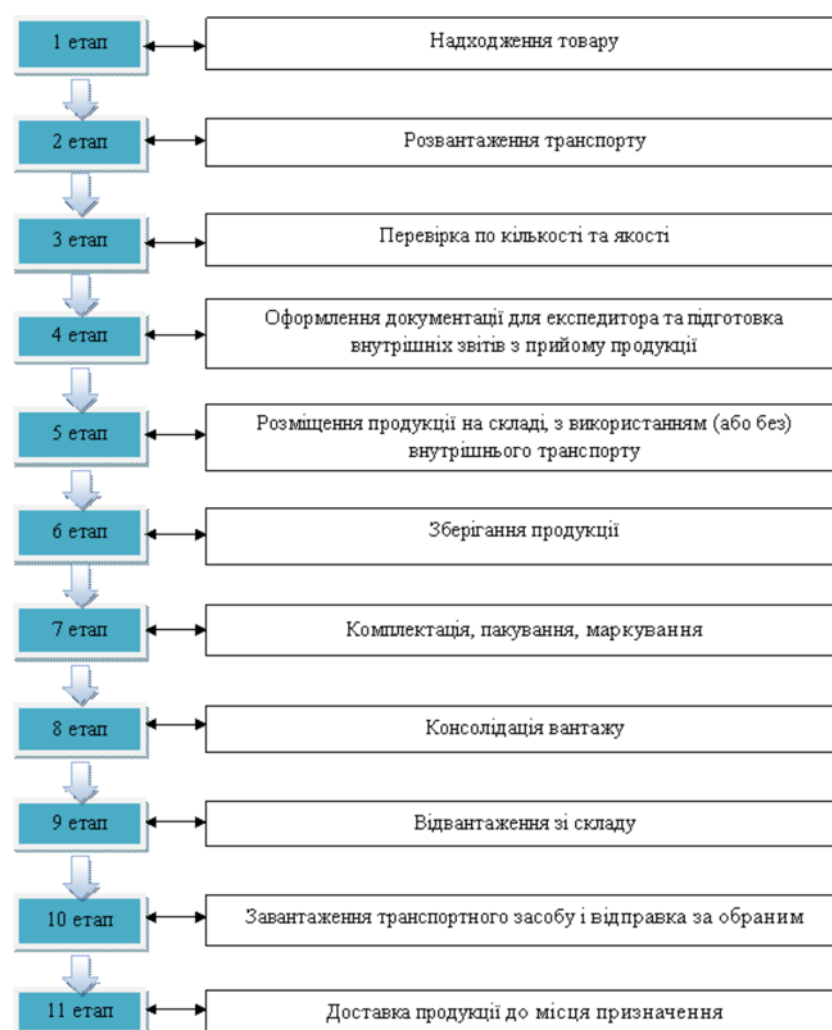 1 етап
Надходження товару
2 етап
Розвантаження транспорту
3 етап
Перевірка по кількості та якості
4 етап
Оформлення документації для експедитора та підготовка
внутрішніх звітів з прийому продукції
5 етап
Розміщення продукції на складі, з використанням (або без)
внутрішнього транспорту
6 етап
Зберігання продукції
7 етап
Комплектація, пакування, маркування
8 етап
Консолідація вантажу
9 етап
Відвантаження зі складу
10 етап
Завантаження транспортного засобу і відправка за обраним
11 етап
Доставка продукції до місця призначення